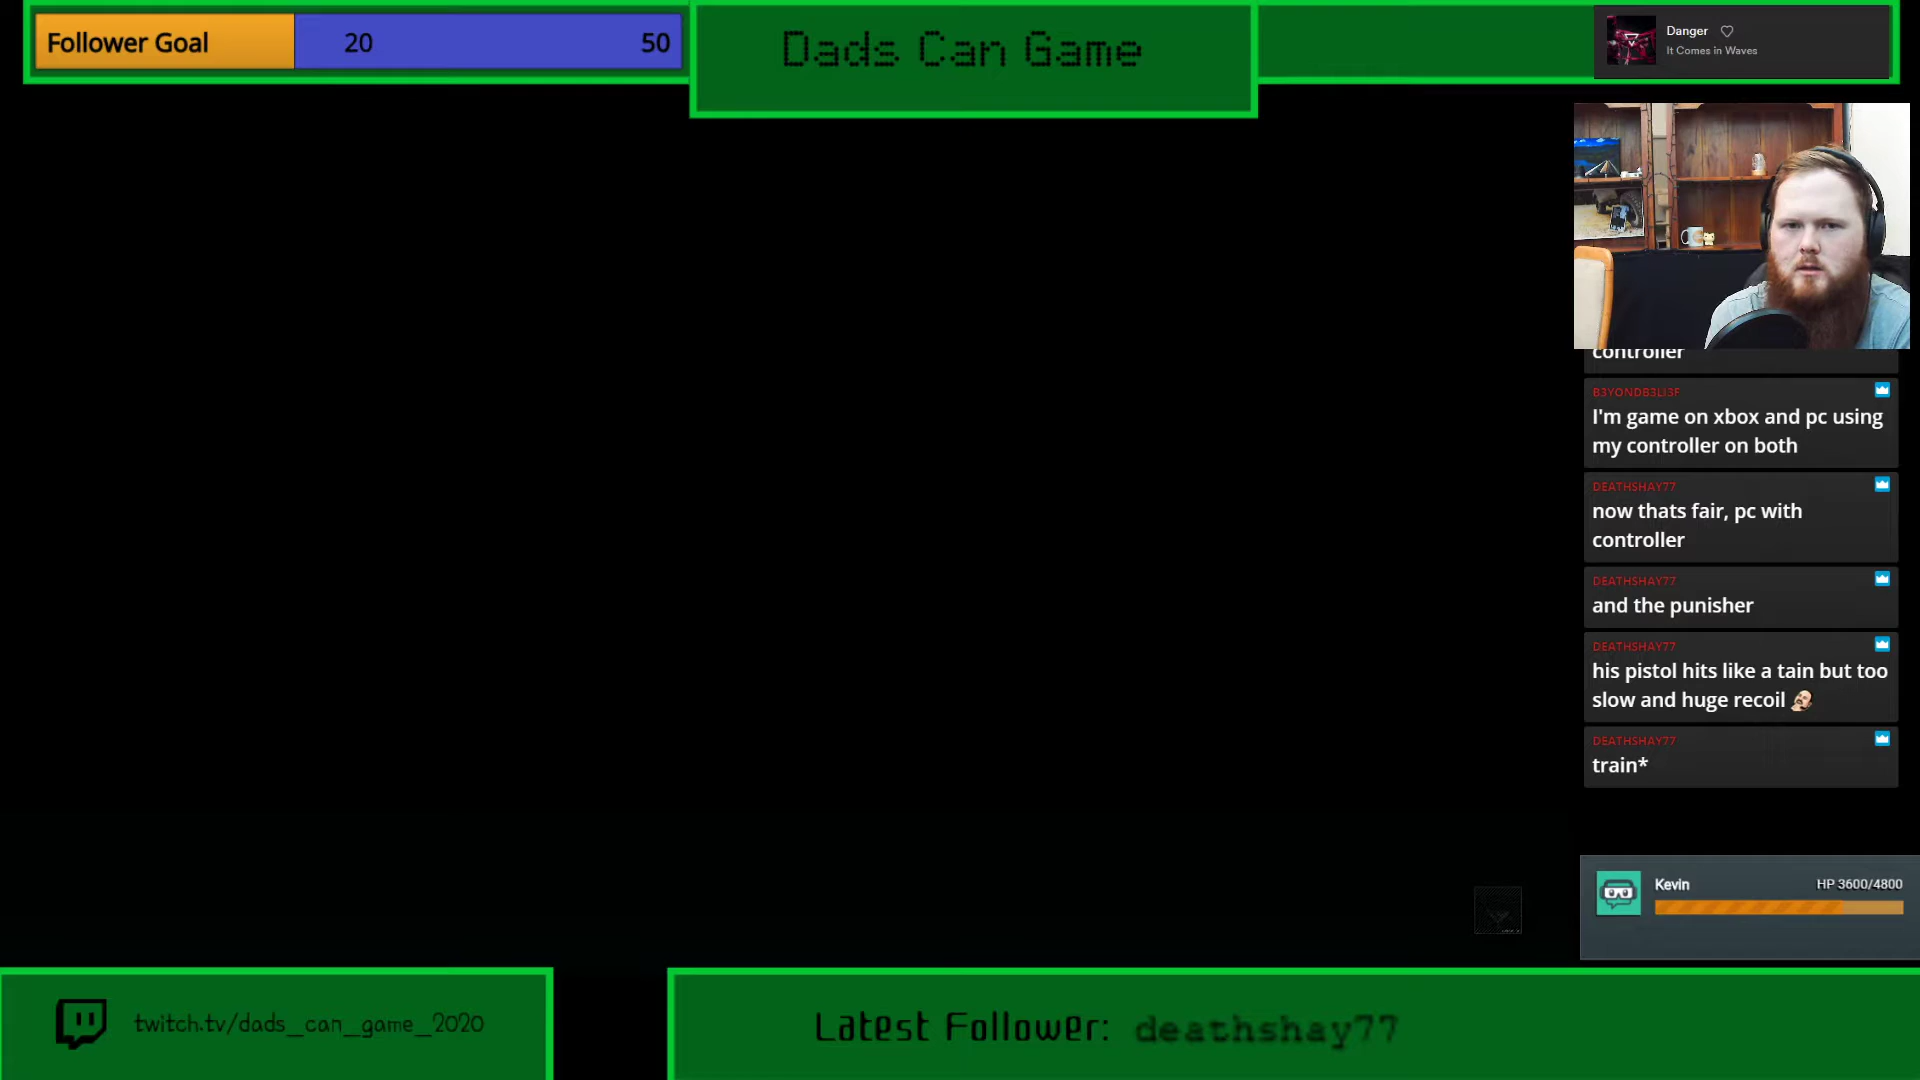 Follower Goal 20 50
Dads Can Game
Danger
It Comes in Waves
controller
B3YONDB3LI3F
I'm game on xbox and pc using
my controller on both
DEATHSHAY77
now thats fair, pc with
controller
DEATHSHAY77
and the punisher
DEATHSHAY77
his pistol hits like a tain but too
slow and huge recoil
DEATHSHAY77
train*
Kevin HP 3600/4800
twitch.tv/dads_can_game_2020
Latest Follower: deathshay77